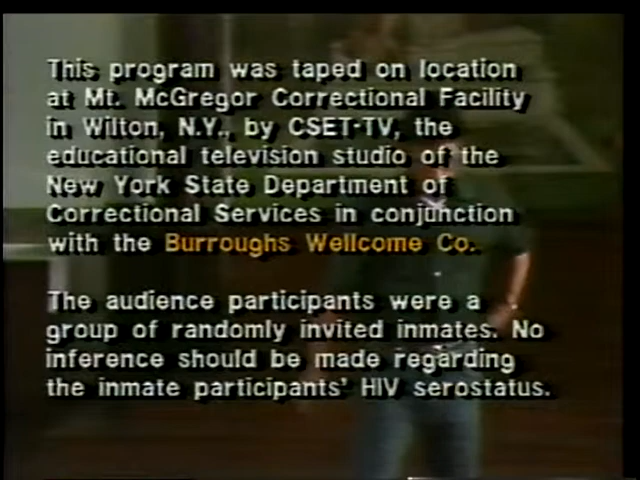 This program was taped on location
at Mt. McGregor Correctional Facility
in Wilton, N.Y., by CSET-TV, the
educational television studio of the
New York State Department of
Correctional Services in conjunction
with the Burroughs Wellcome Co.
The audience participants were a
group of randomly invited inmates. No
inference should be made regarding
the inmate participants' HIV serostatus.